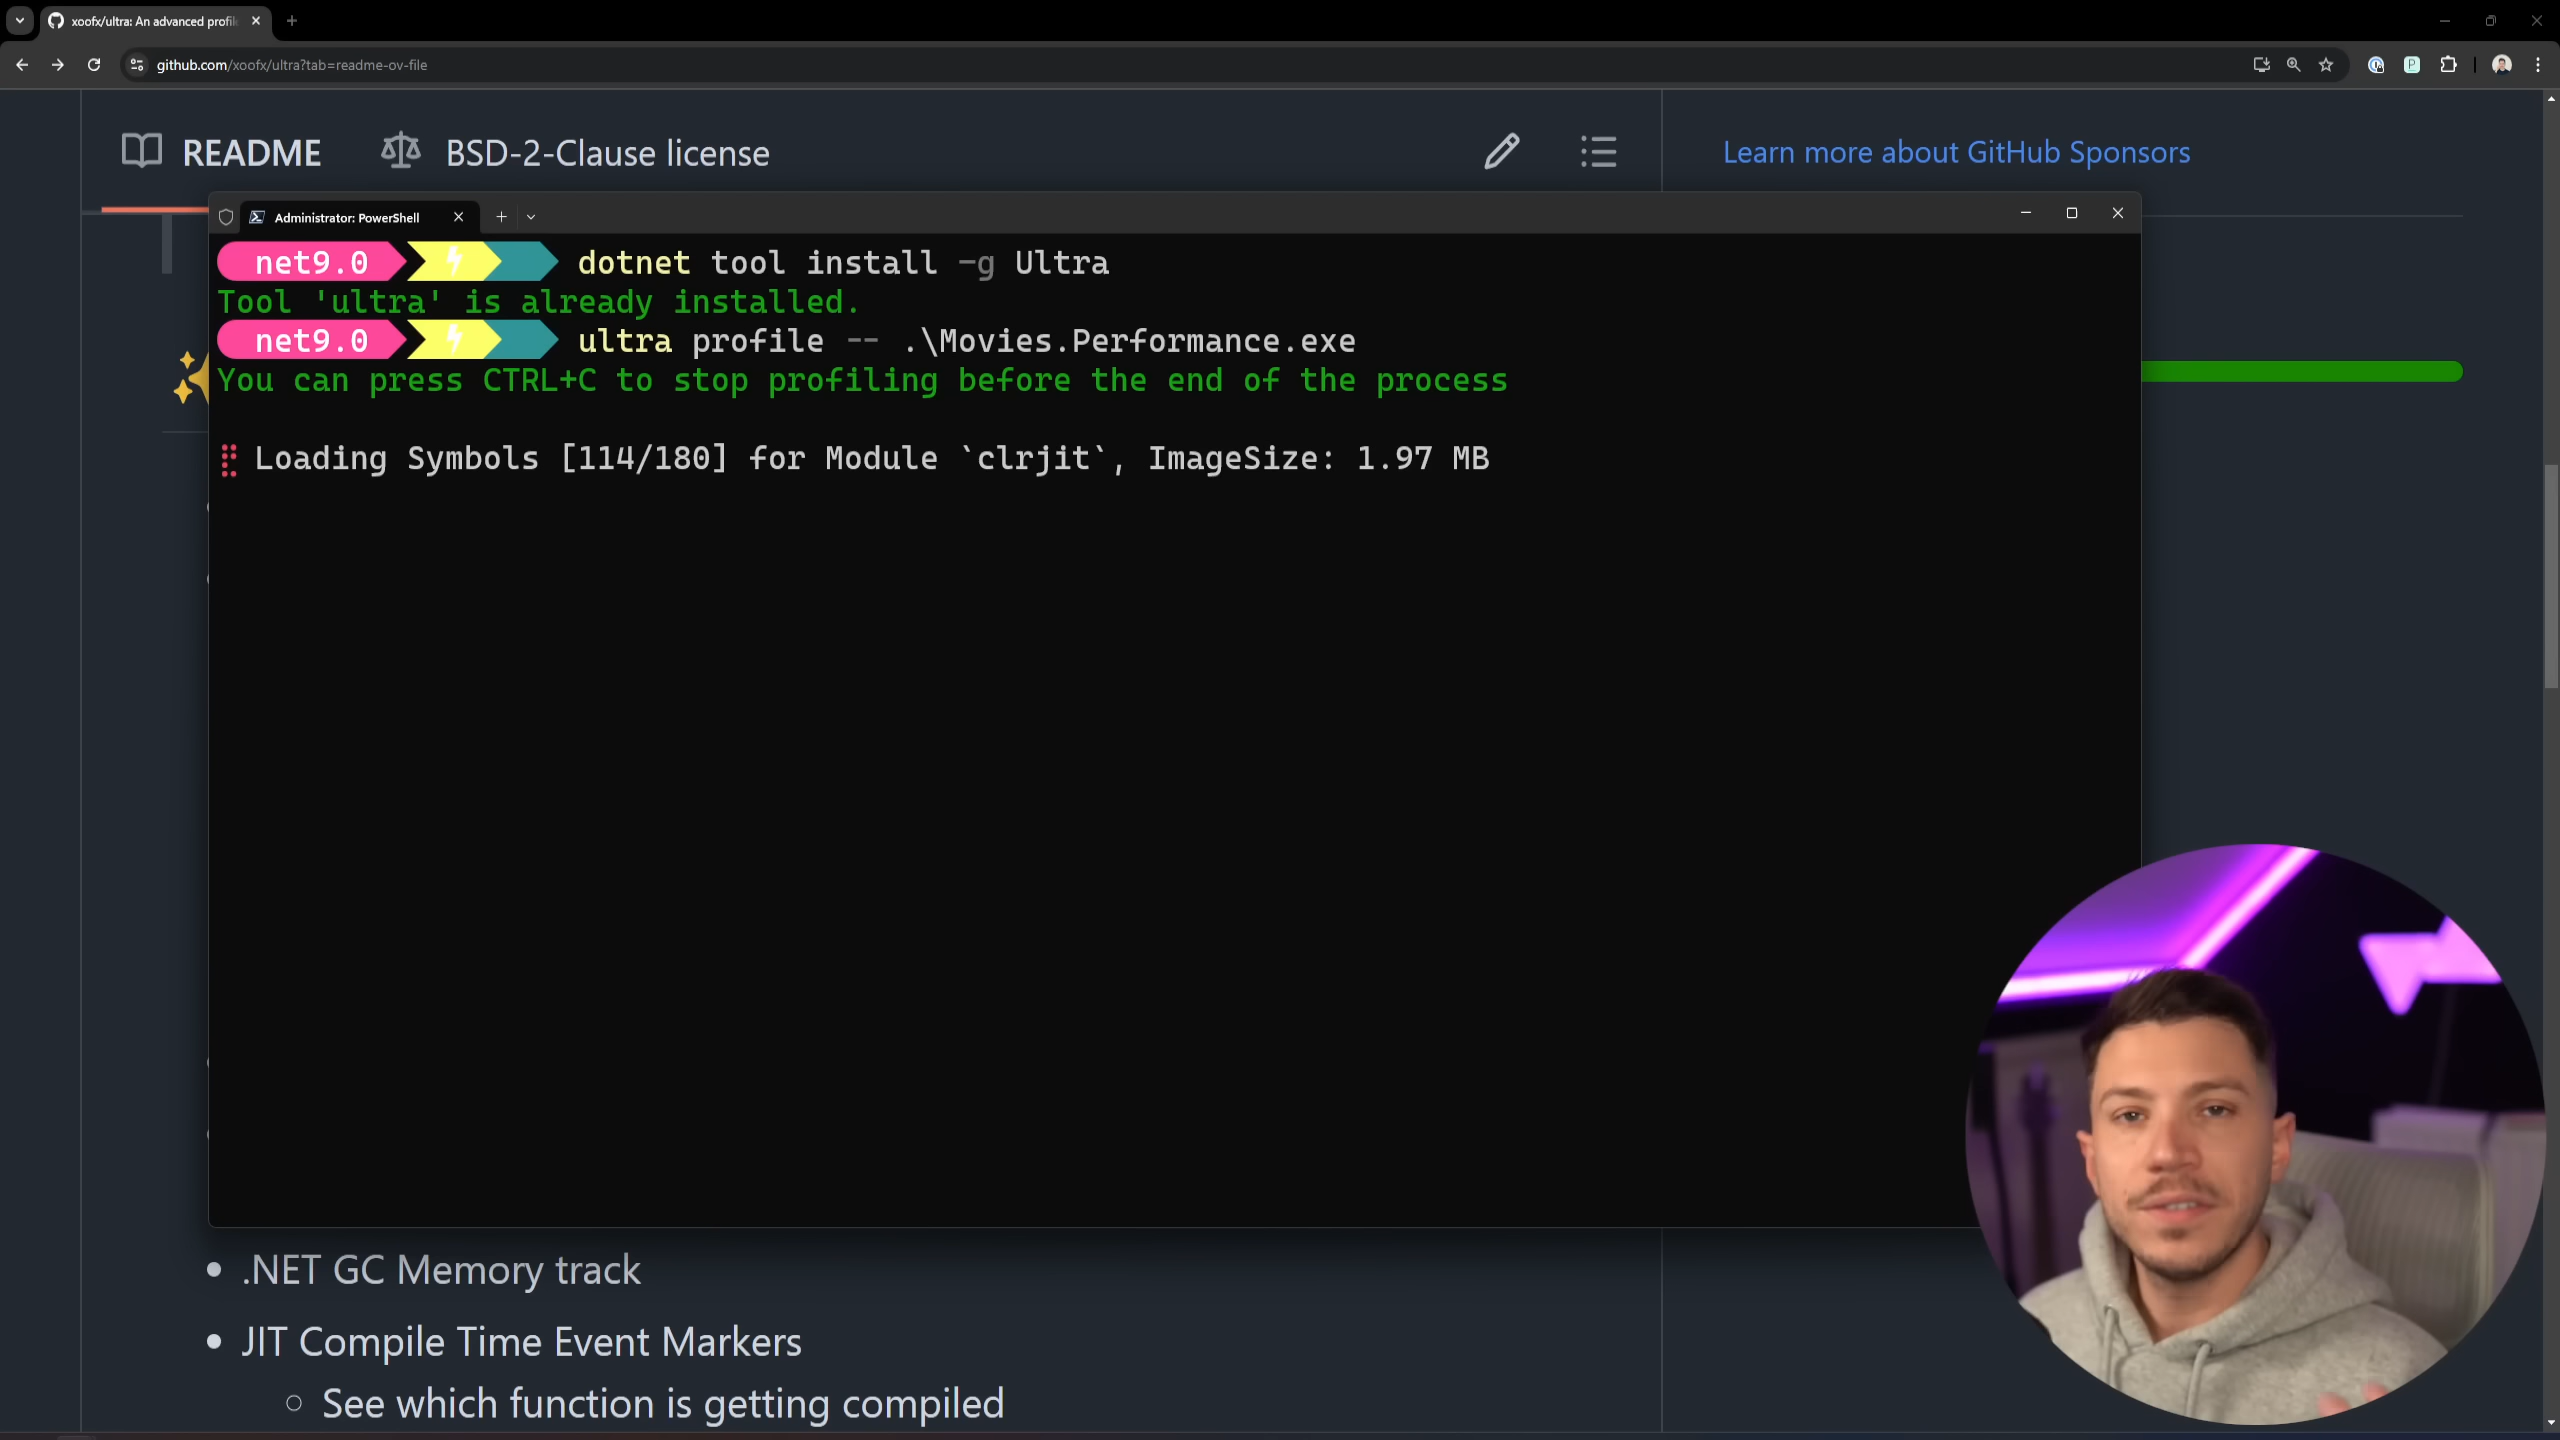 xoofx/ultra: An advanced profil
github.com/xoofx/ultra?tab=readme-ov-file
README
BSD-2-Clause license
Learn more about GitHub Sponsors
Administrator: PowerShell
net9.0 dotnet tool install -g Ultra
Tool 'ultra' is already installed.
net9.0 ultra profile -- .\Movies.Performance.exe
You can press CTRL+C to stop profiling before the end of the process
Loading Symbols [114/180] for Module `clrjit`, ImageSize: 1.97 MB
.NET GC Memory track
JIT Compile Time Event Markers
See which function is getting compiled